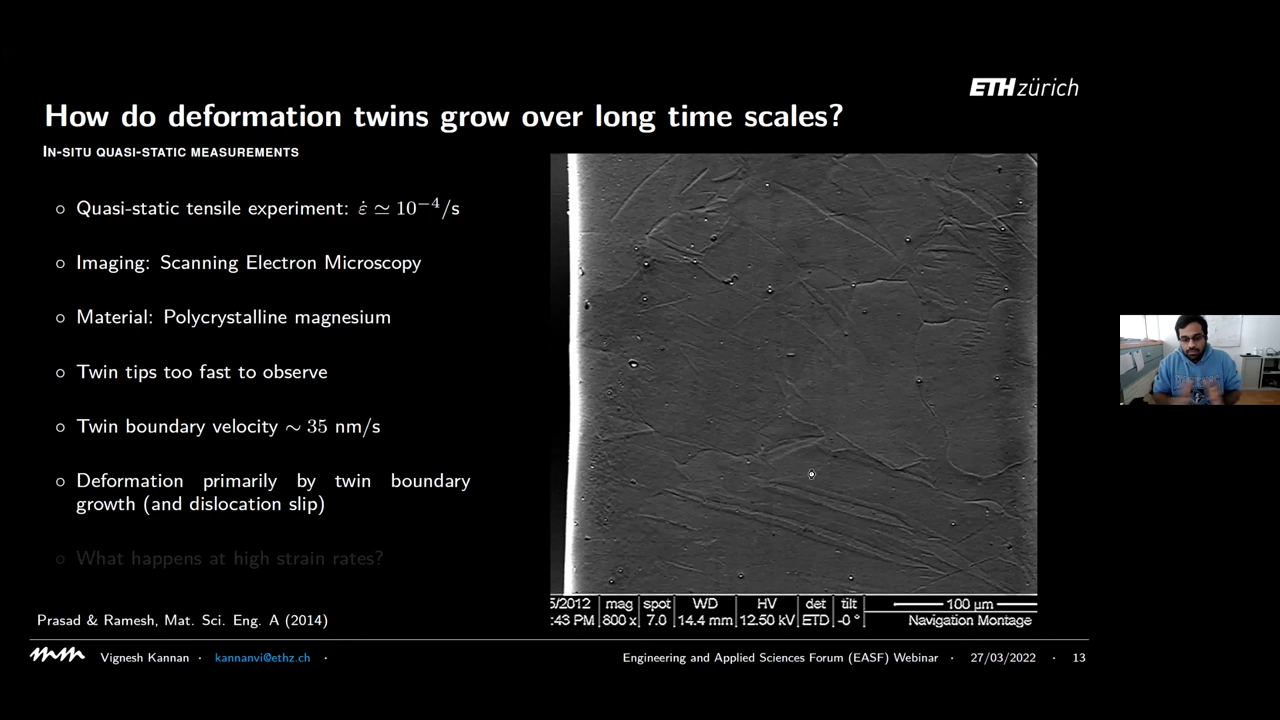 ETH zürich
How do deformation twins grow over long time scales?
IN-SITU QUASI-STATIC MEASUREMENTS
○ Quasi-static tensile experiment: ε̇ ≃ 10⁻⁴/s
○ Imaging: Scanning Electron Microscopy
○ Material: Polycrystalline magnesium
○ Twin tips too fast to observe
○ Twin boundary velocity ∼ 35 nm/s
○ Deformation primarily by twin boundary
growth (and dislocation slip)
○ What happens at high strain rates?
5/2012 mag spot WD HV det tilt 100 µm
:43 PM 800 x 7.0 14.4 mm 12.50 kV ETD -0 ° Navigation Montage
Prasad & Ramesh, Mat. Sci. Eng. A (2014)
Vignesh Kannan · kannanvi@ethz.ch · Engineering and Applied Sciences Forum (EASF) Webinar · 27/03/2022 · 13